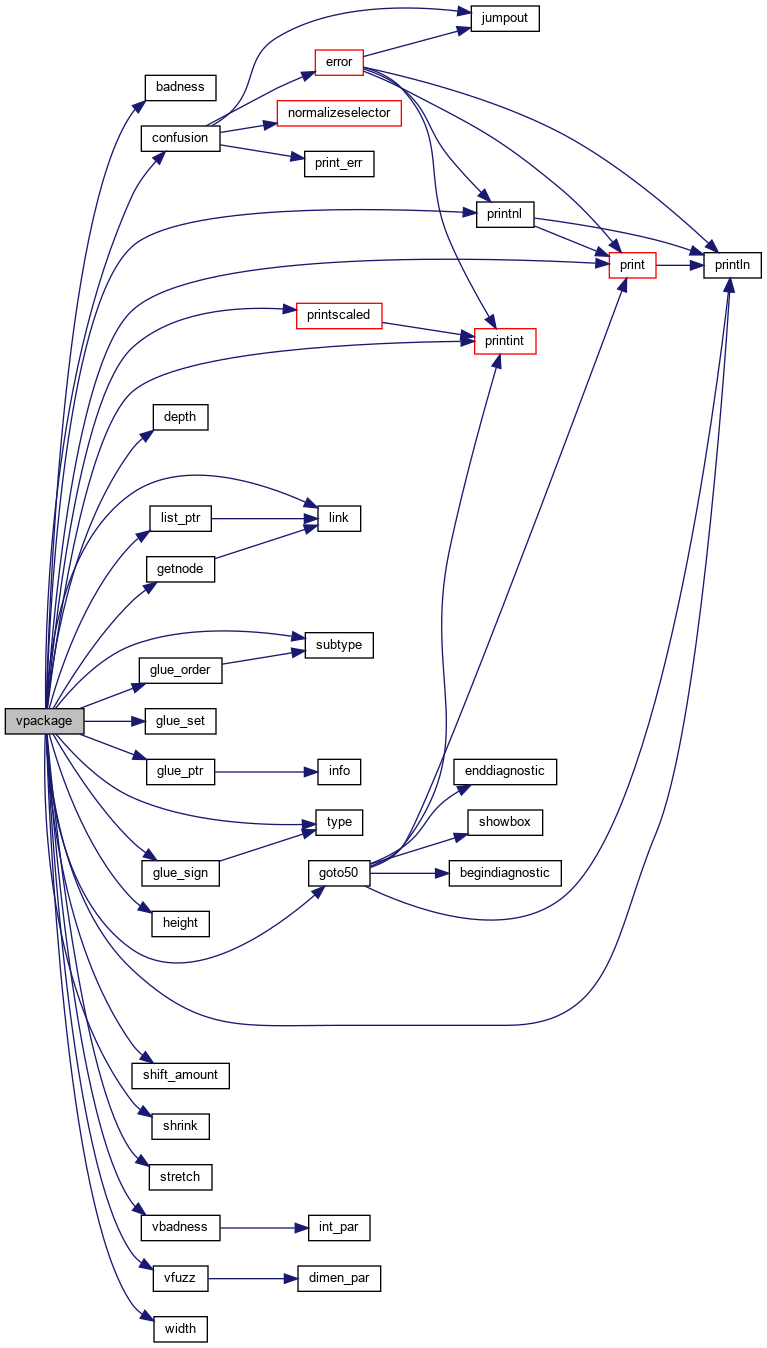 jumpout
error
badness
normalizeselector
confusion
print_err
printnl
print
println
printscaled
printint
depth
list_ptr
link
getnode
subtype
glue_order
vpackage
glue_set
glue_ptr
info
enddiagnostic
type
showbox
glue_sign
goto50
begindiagnostic
height
shift_amount
shrink
stretch
vbadness
int_par
vfuzz
dimen_par
width